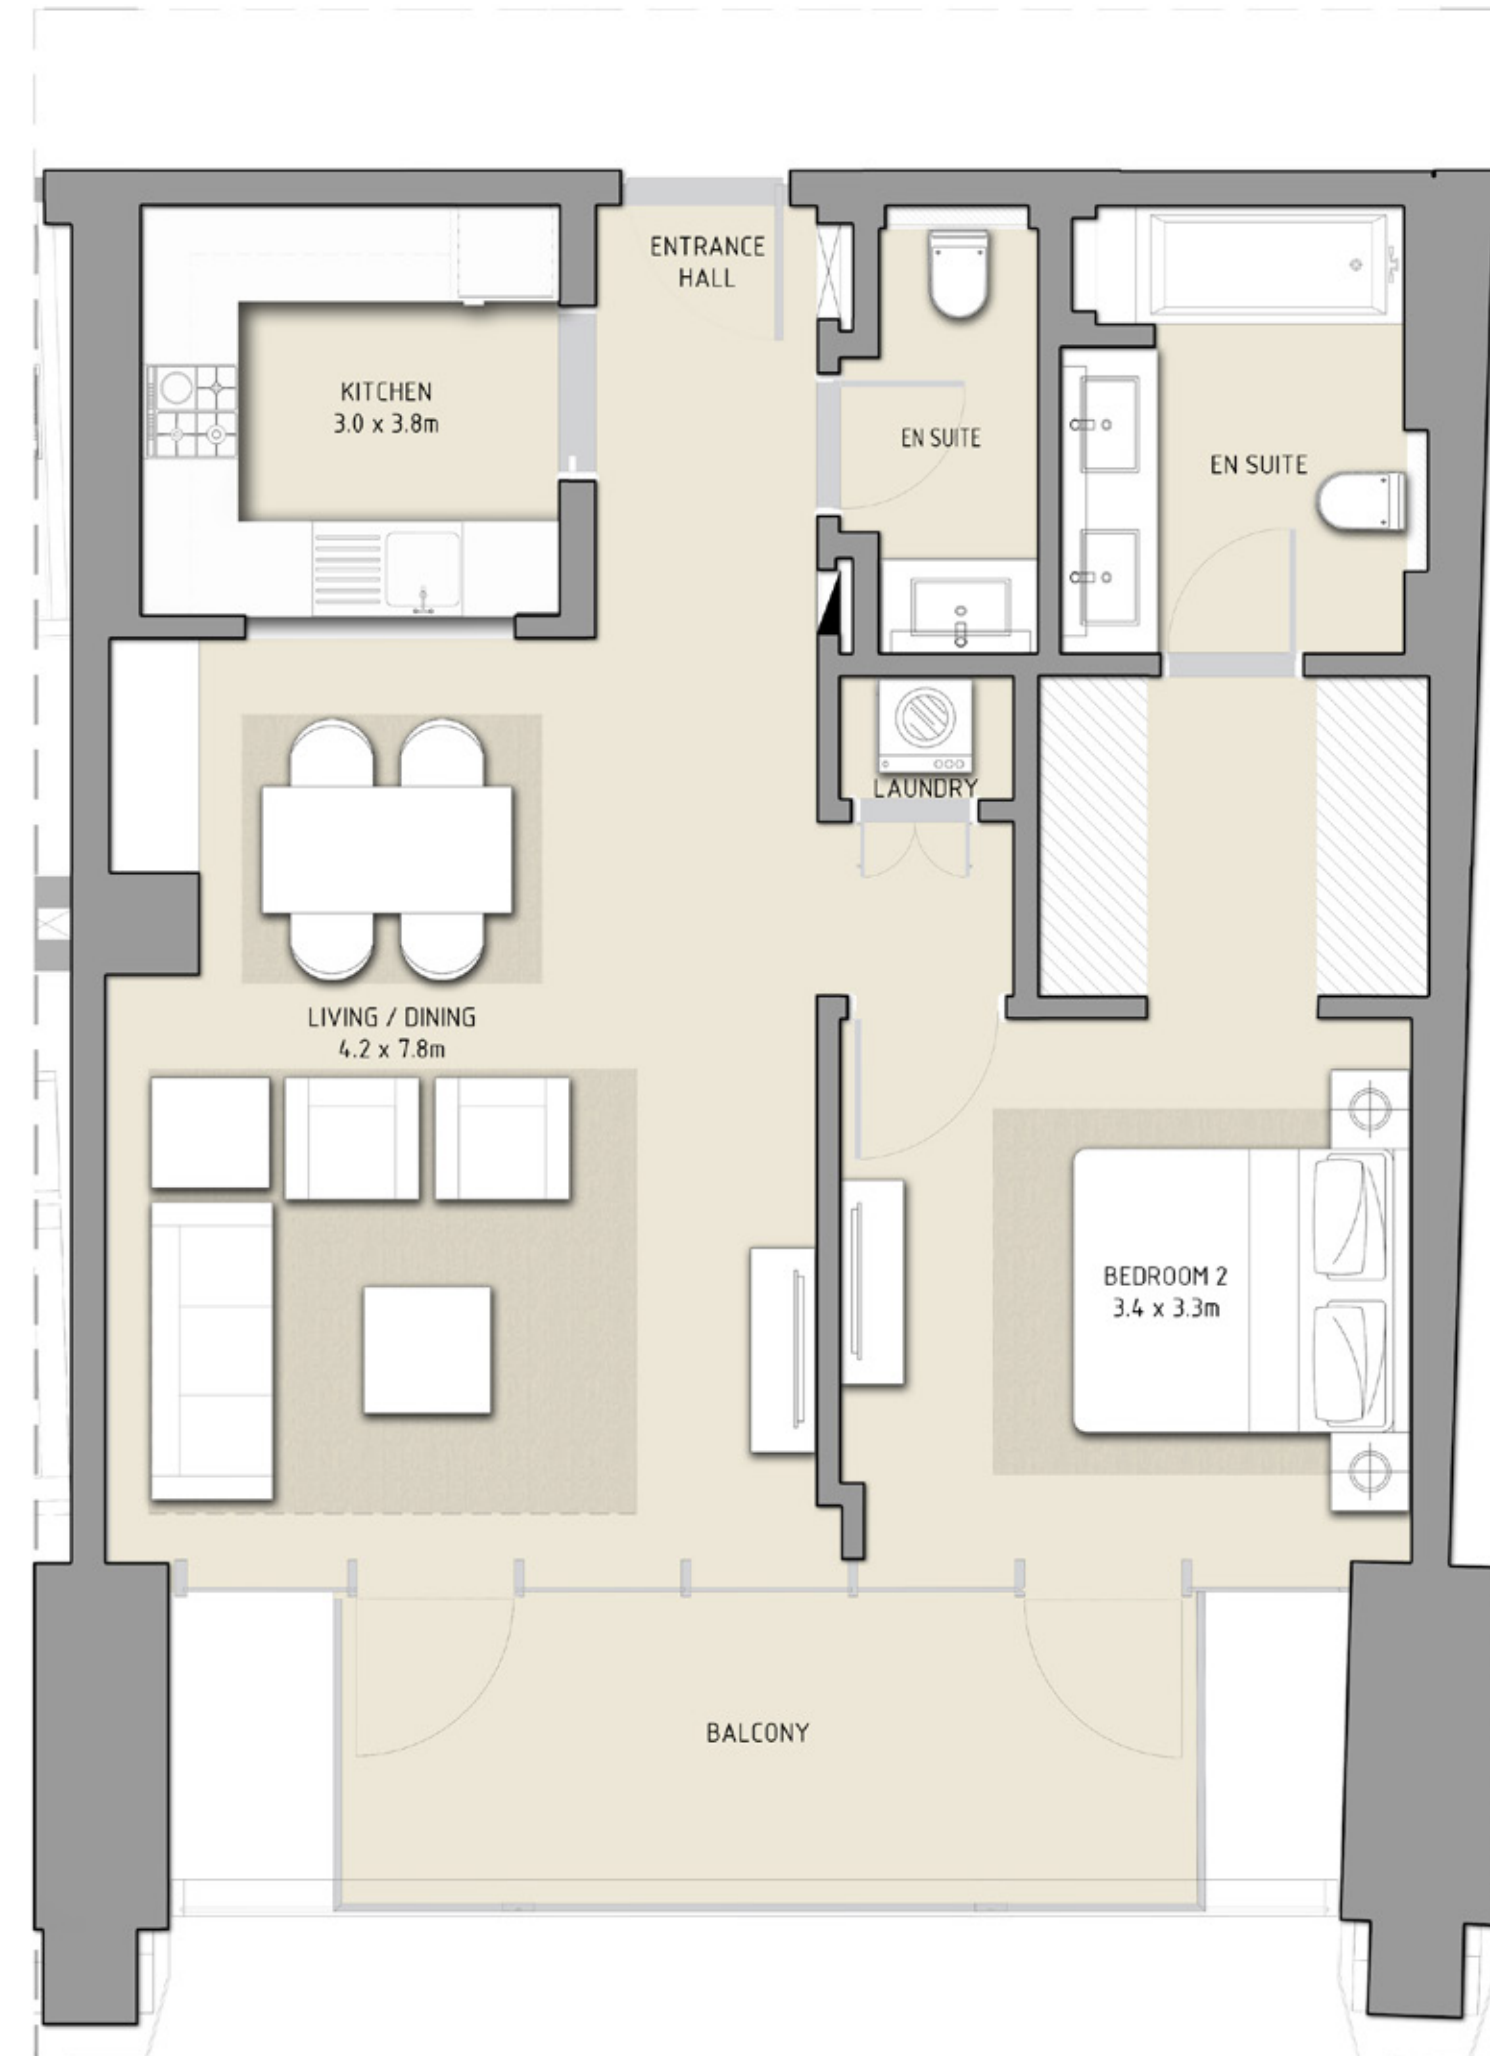 ENTRANCE
HALL
KITCHEN
3.0 x 3.8m
EN SUITE
EN SUITE
LAUNDRY
LIVING / DINING
4.2 x 7.8m
BEDROOM 2
3.4 x 3.3m
BALCONY